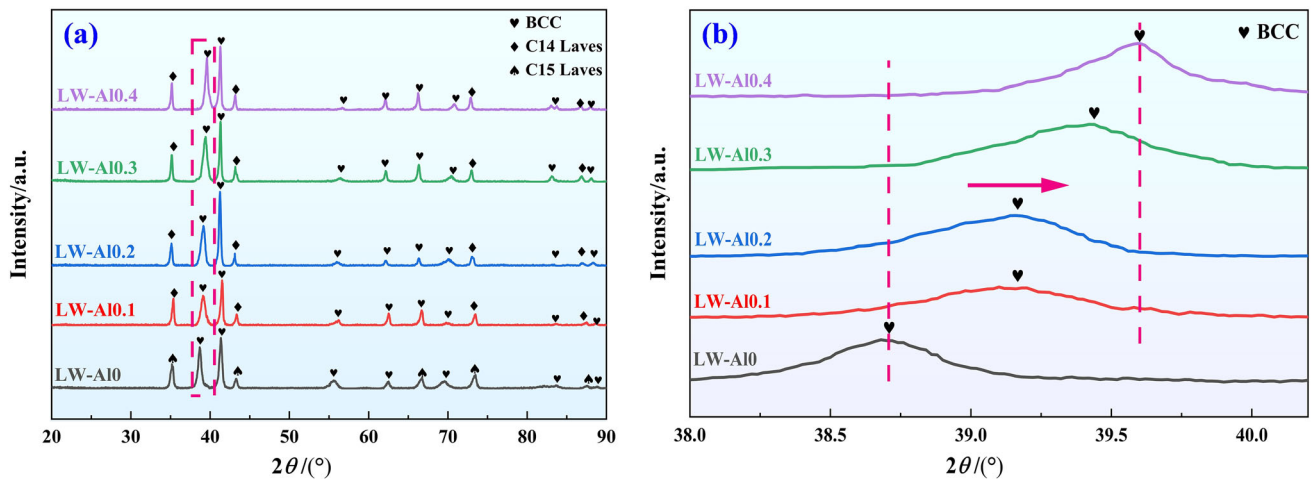 (a)
♥ BCC
♦ C14 Laves
♠ C15 Laves
LW-Al0.4
LW-Al0.3
LW-Al0.2
LW-Al0.1
LW-Al0
Intensity/a.u.
20 30 40 50 60 70 80 90
2θ/(°)
(b)
♥ BCC
LW-Al0.4
LW-Al0.3
LW-Al0.2
LW-Al0.1
LW-Al0
Intensity/a.u.
38.0 38.5 39.0 39.5 40.0
2θ/(°)